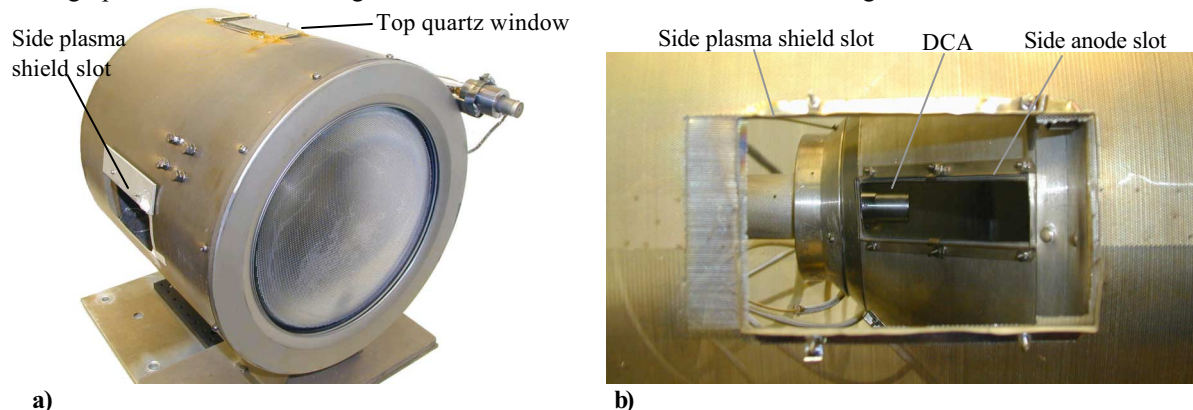 Top quartz window
Side plasma
shield slot
a)
Side plasma shield slot
DCA
Side anode slot
b)